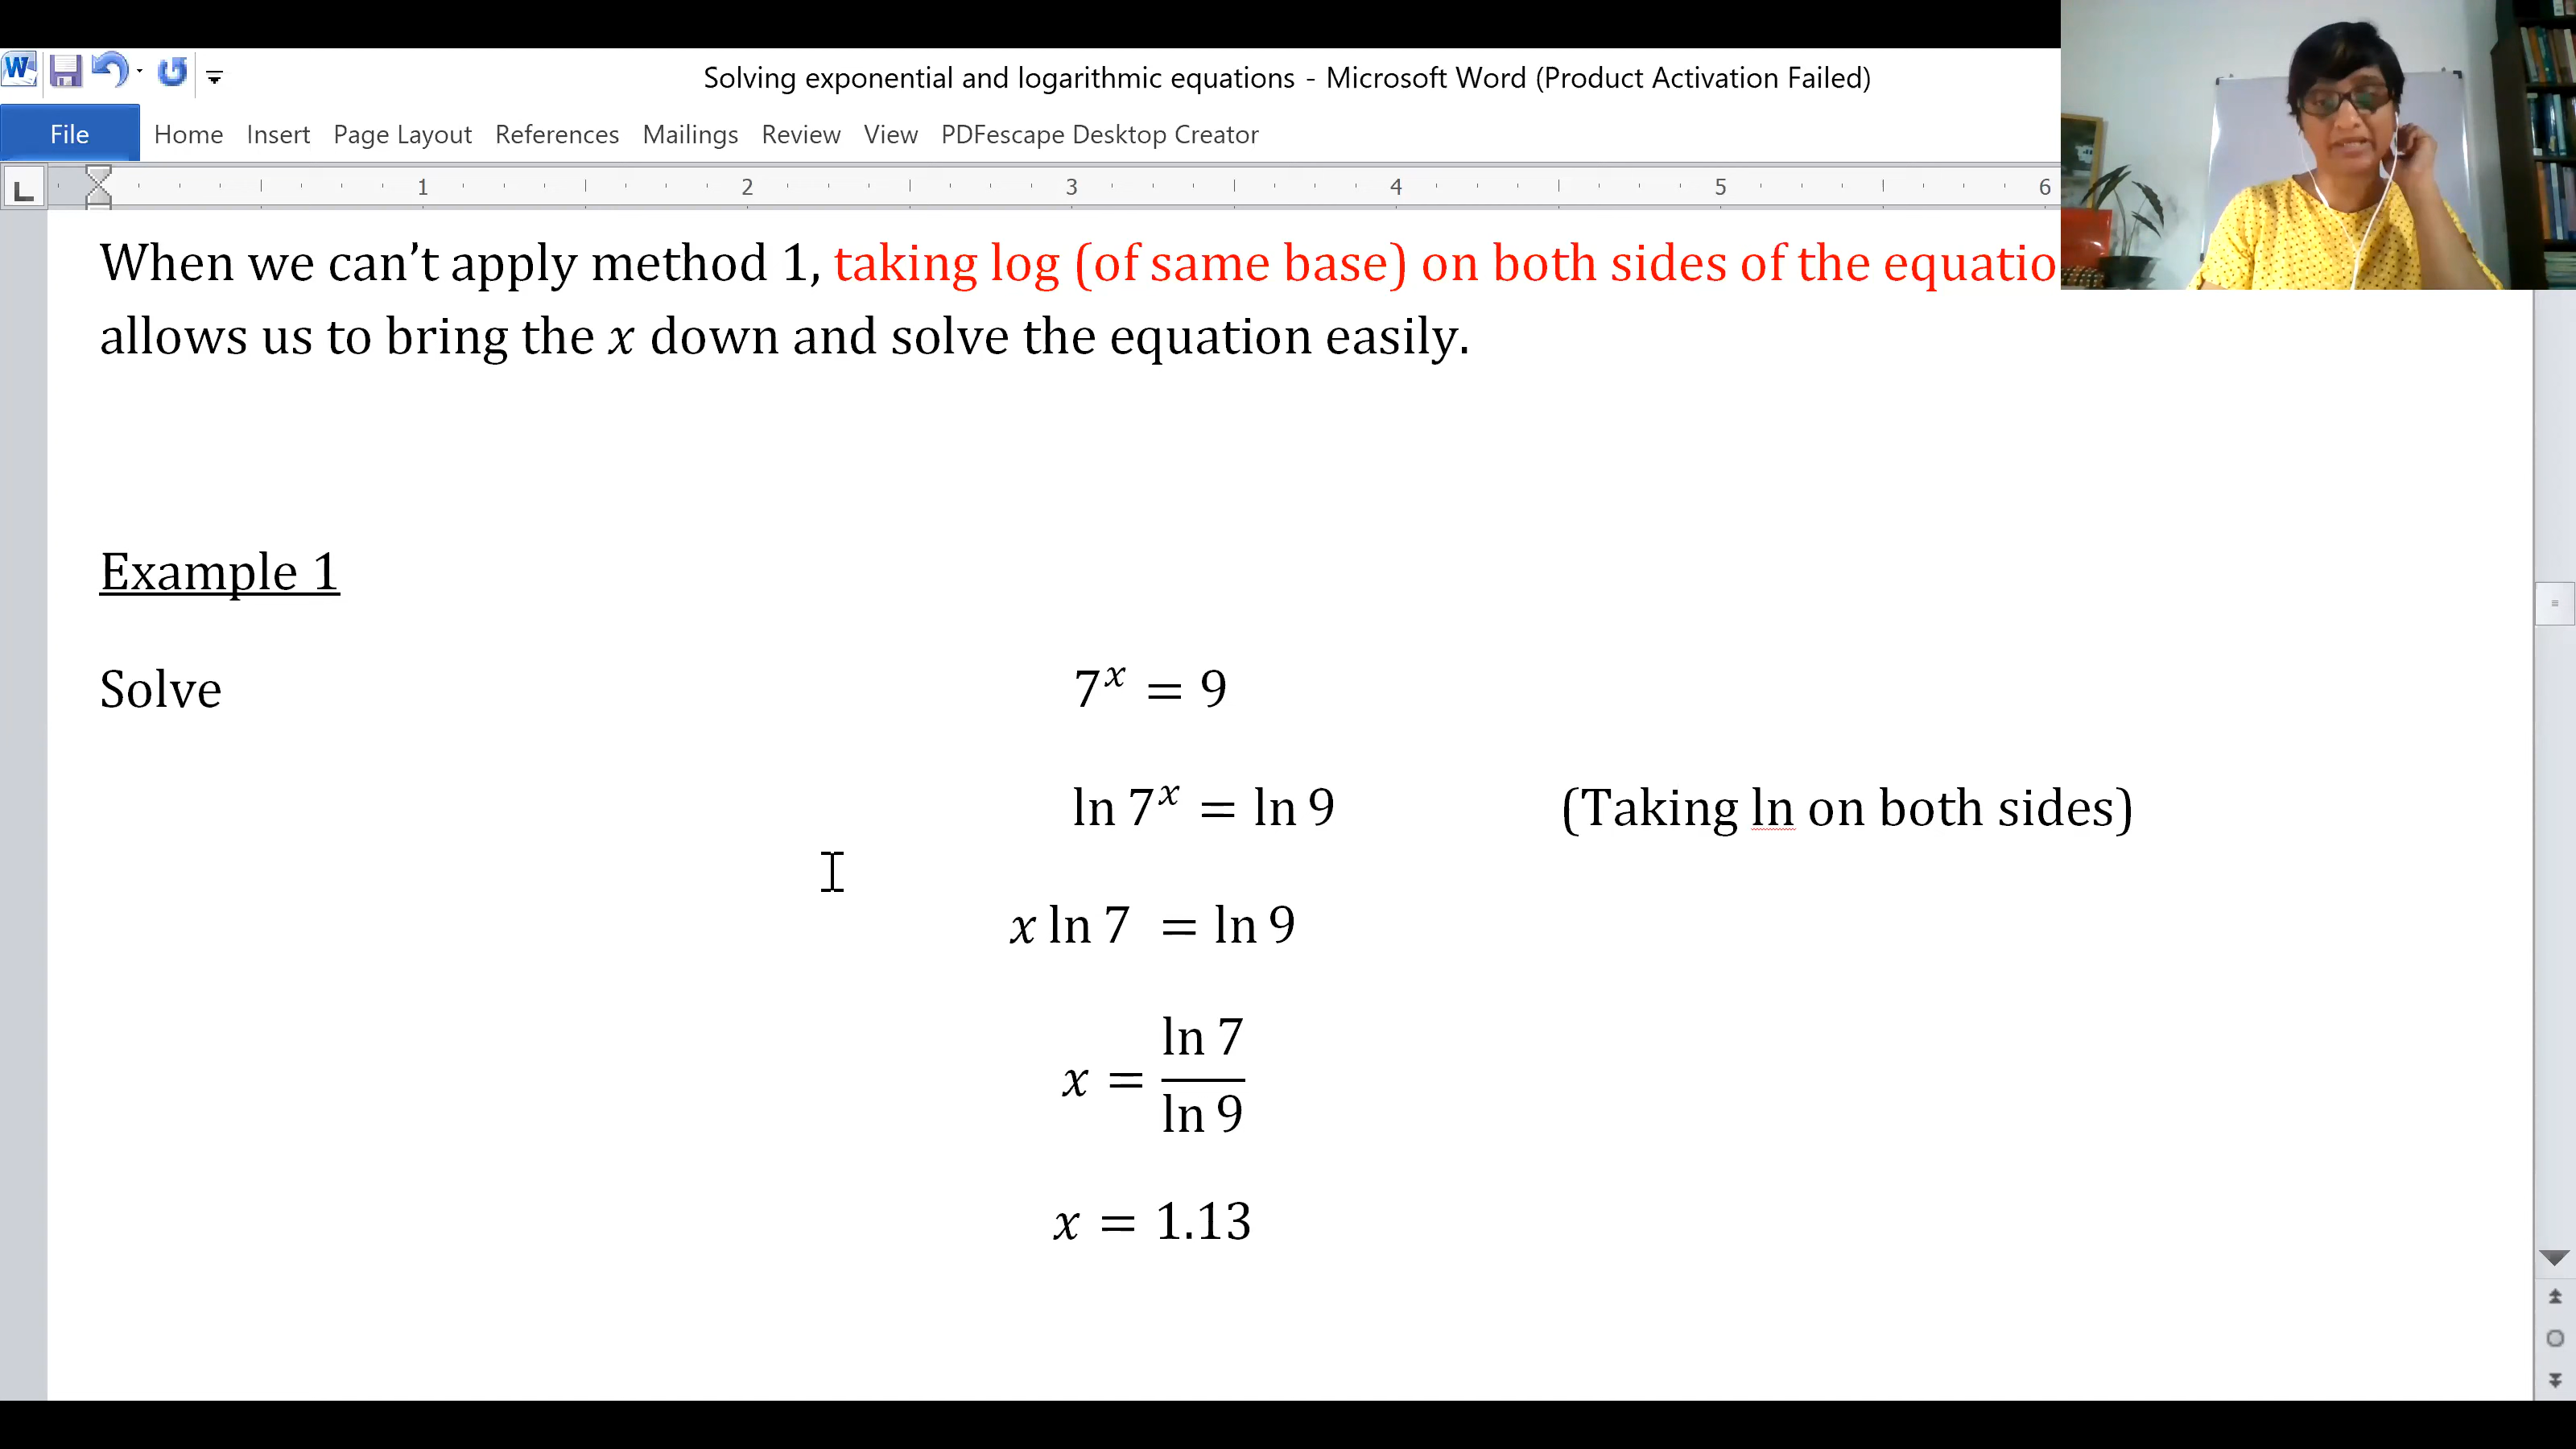 Solving exponential and logarithmic equations - Microsoft Word (Product Activation Failed)
File Home Insert Page Layout References Mailings Review View PDFescape Desktop Creator
1 2 3 4 5 6
When we can’t apply method 1, taking log (of same base) on both sides of the equatio
allows us to bring the x down and solve the equation easily.
Example 1
Solve 7ˣ = 9
ln 7ˣ = ln 9 (Taking ln on both sides)
x ln 7 = ln 9
x = ln 7 / ln 9
x = 1.13